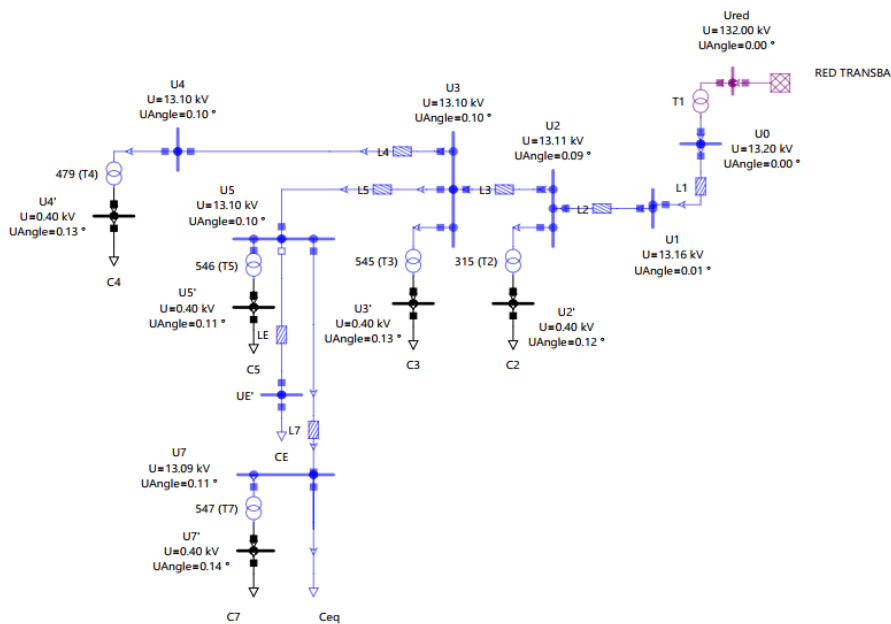 Ured
U=132.00 kV
UAngle=0.00 °
RED TRANSBA
T1
U0
U=13.20 kV
UAngle=0.00 °
L1
U4
U=13.10 kV
UAngle=0.10 °
U3
U=13.10 kV
UAngle=0.10 °
U2
U=13.11 kV
UAngle=0.09 °
L4
479 (T4)
U4'
U=0.40 kV
UAngle=0.13 °
C4
U5
U=13.10 kV
UAngle=0.10 °
L5
L3
L2
U1
U=13.16 kV
UAngle=0.01 °
546 (T5)
545 (T3)
315 (T2)
U5'
U=0.40 kV
UAngle=0.11 °
C5
U3'
U=0.40 kV
UAngle=0.13 °
C3
U2'
U=0.40 kV
UAngle=0.12 °
C2
LE
UE'
CE
L7
U7
U=13.09 kV
UAngle=0.11 °
547 (T7)
U7'
U=0.40 kV
UAngle=0.14 °
C7
Ceq